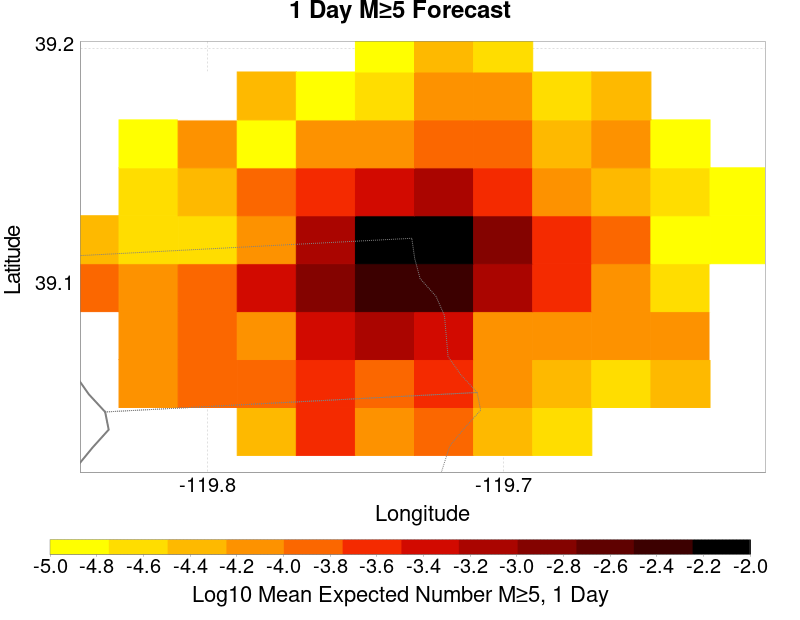 1 Day M≥5 Forecast
39.2
39.1
Latitude
-119.8 -119.7
Longitude
-5.0 -4.8 -4.6 -4.4 -4.2 -4.0 -3.8 -3.6 -3.4 -3.2 -3.0 -2.8 -2.6 -2.4 -2.2 -2.0
Log10 Mean Expected Number M≥5, 1 Day